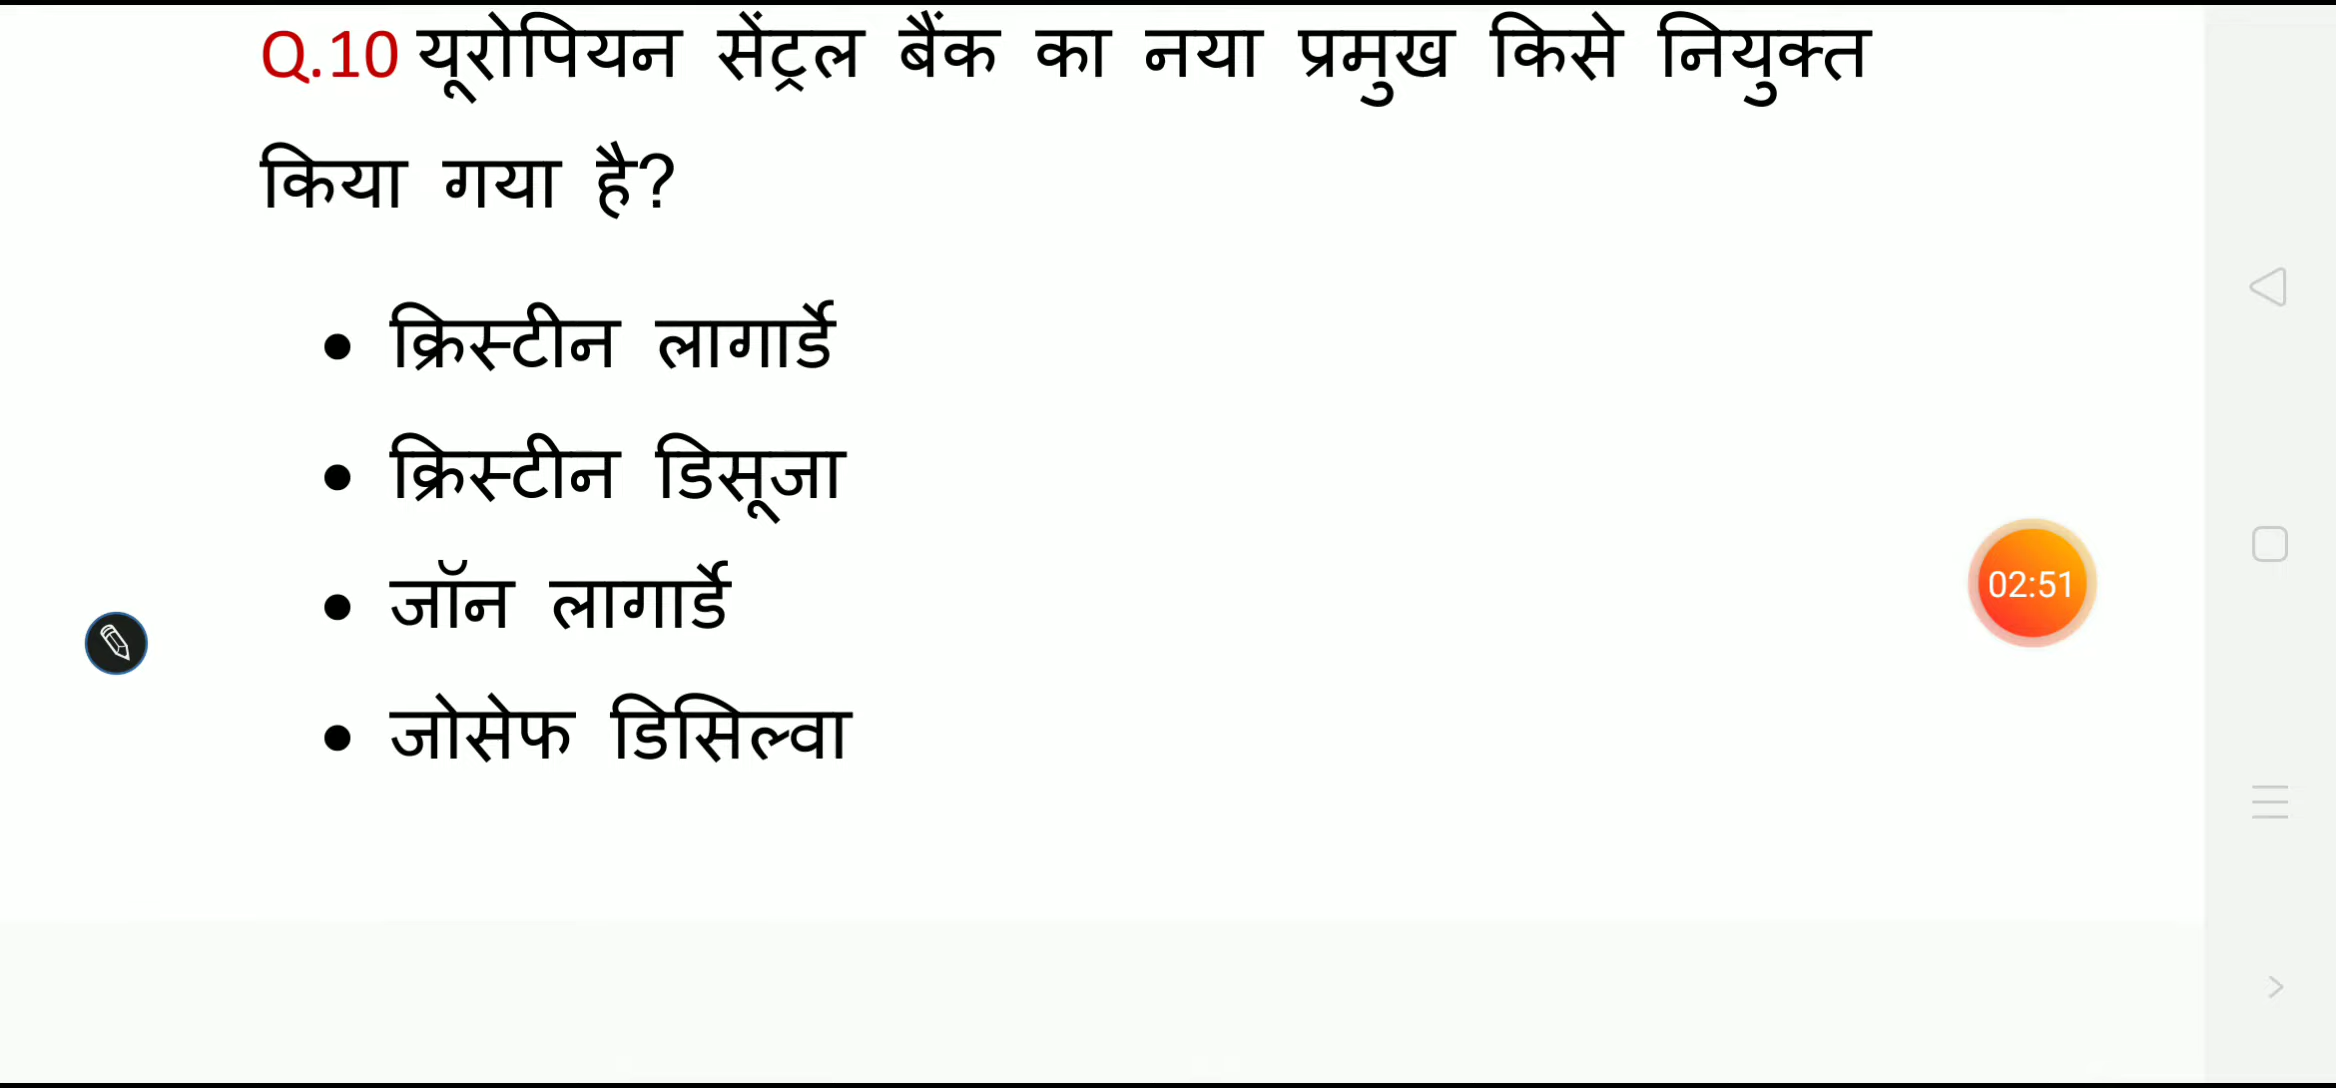 Q.10 यूरोपियन सेंट्रल बैंक का नया प्रमुख किसे नियुक्त
किया गया है?
• क्रिस्टीन लागार्डे
• क्रिस्टीन डिसूजा
• जॉन लागार्डे
• जोसेफ डिसिल्वा
02:51